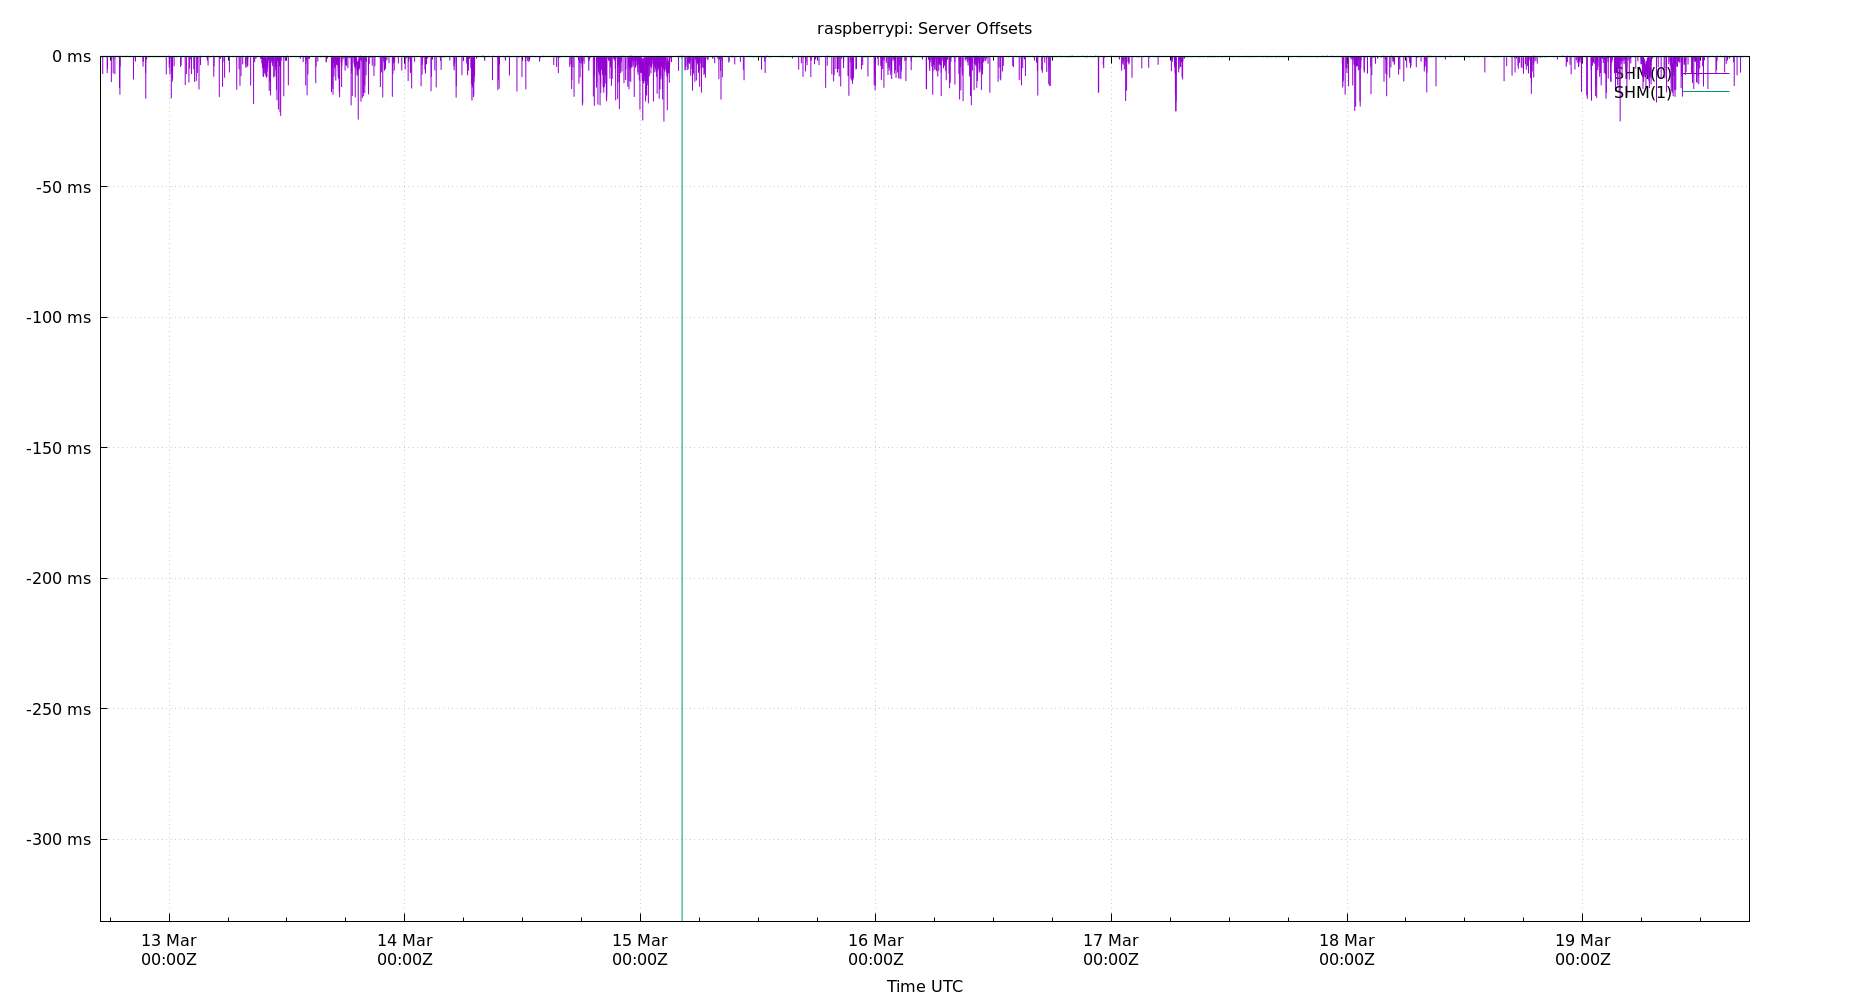 raspberrypi: Server Offsets
0 ms
SHM(0)
SHM(1)
-50 ms
-100 ms
-150 ms
-200 ms
-250 ms
-300 ms
13 Mar 14 Mar 15 Mar 16 Mar 17 Mar 18 Mar 19 Mar
00:00Z 00:00Z 00:00Z 00:00Z 00:00Z 00:00Z 00:00Z
Time UTC